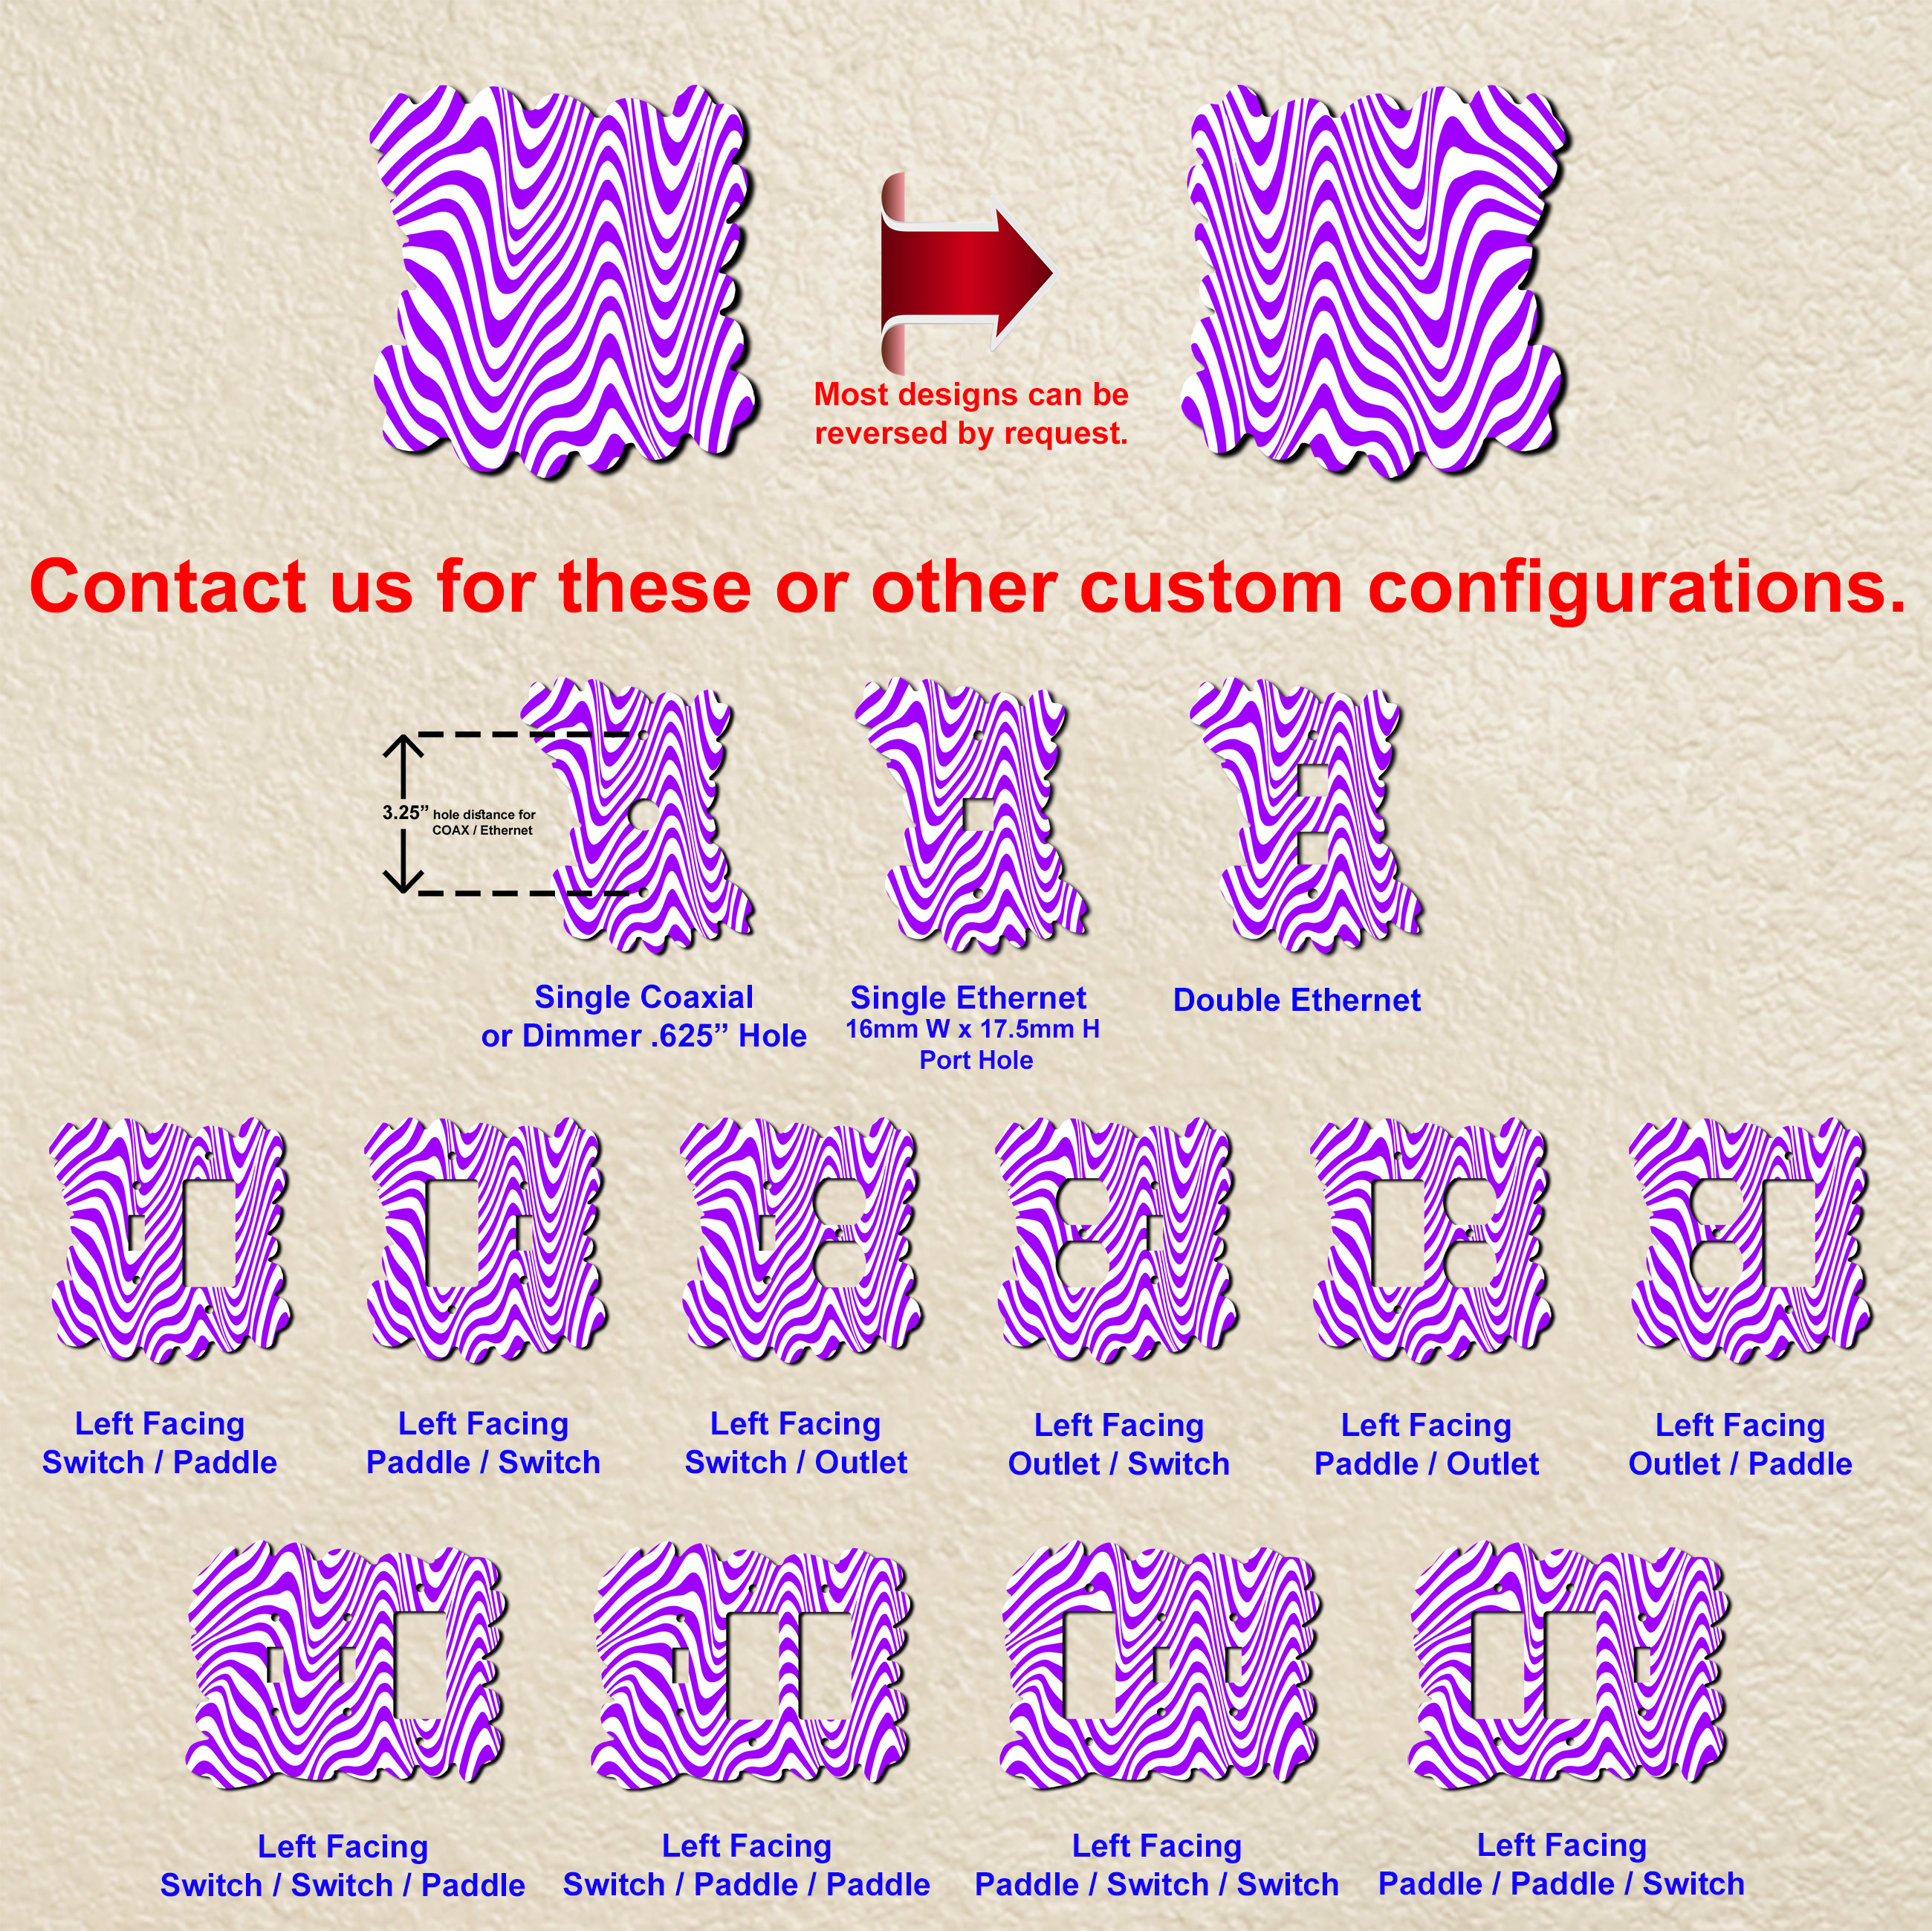 Most designs can be
reversed by request.
Contact us for these or other custom configurations.
3.25” hole distance for
COAX / Ethernet
Single Coaxial
or Dimmer .625” Hole
Single Ethernet
16mm W x 17.5mm H
Port Hole
Double Ethernet
Left Facing
Switch / Paddle
Left Facing
Paddle / Switch
Left Facing
Switch / Outlet
Left Facing
Outlet / Switch
Left Facing
Paddle / Outlet
Left Facing
Outlet / Paddle
Left Facing
Switch / Switch / Paddle
Left Facing
Switch / Paddle / Paddle
Left Facing
Paddle / Switch / Switch
Left Facing
Paddle / Paddle / Switch